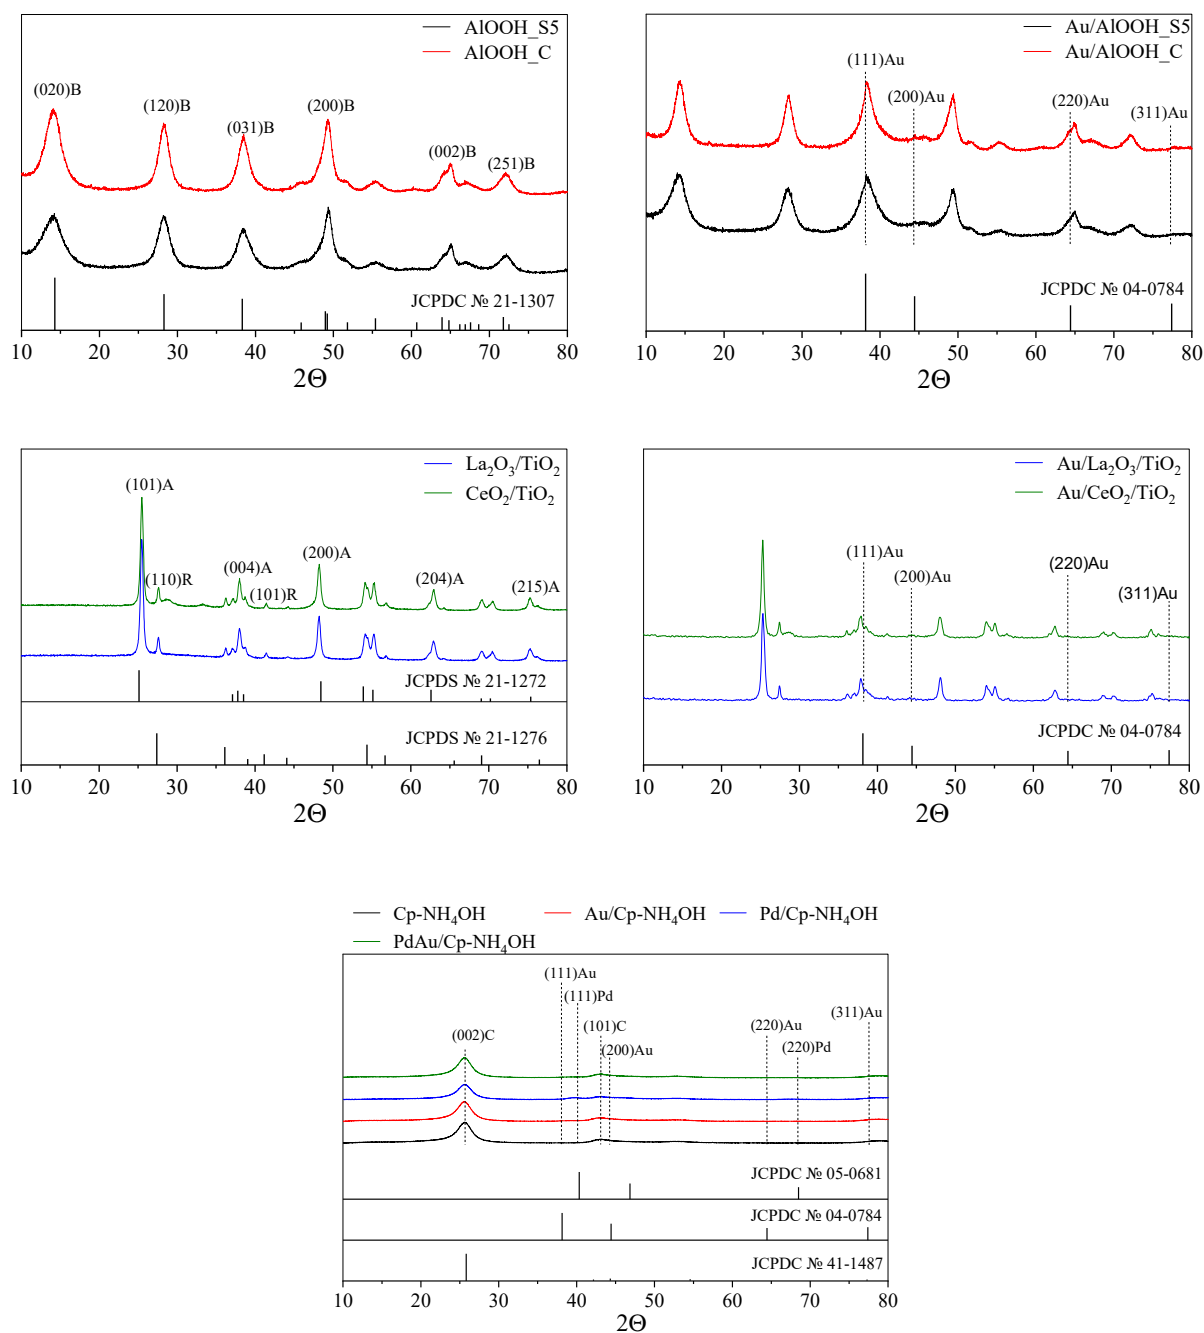 AlOOH_S5
AlOOH_C
(020)B
(120)B
(031)B
(200)B
(002)B
(251)B
JCPDC № 21-1307
10 20 30 40 50 60 70 80
2Θ
Au/AlOOH_S5
Au/AlOOH_C
(111)Au
(200)Au
(220)Au
(311)Au
JCPDC № 04-0784
10 20 30 40 50 60 70 80
2Θ
La₂O₃/TiO₂
CeO₂/TiO₂
(101)A
(110)R
(004)A
(101)R
(200)A
(204)A
(215)A
JCPDS № 21-1272
JCPDS № 21-1276
10 20 30 40 50 60 70 80
2Θ
Au/La₂O₃/TiO₂
Au/CeO₂/TiO₂
(111)Au
(200)Au
(220)Au
(311)Au
JCPDC № 04-0784
10 20 30 40 50 60 70 80
2Θ
Cp-NH₄OH Au/Cp-NH₄OH Pd/Cp-NH₄OH
PdAu/Cp-NH₄OH
(111)Au
(111)Pd
(002)C
(101)C
(200)Au
(220)Au
(220)Pd
(311)Au
JCPDC № 05-0681
JCPDC № 04-0784
JCPDC № 41-1487
10 20 30 40 50 60 70 80
2Θ